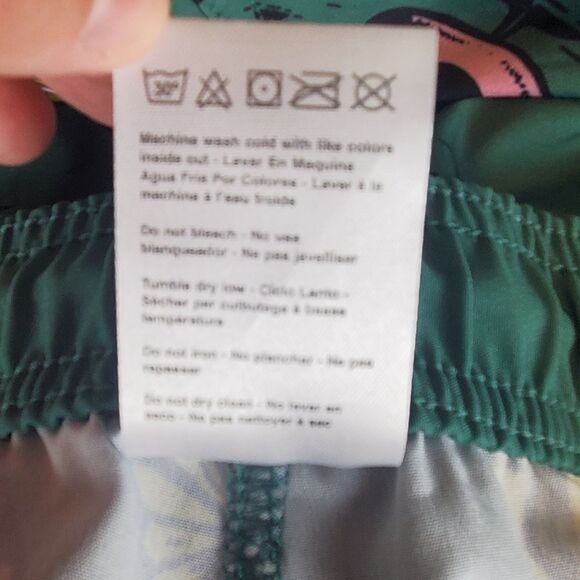 30°
Machine wash cold with like colors
inside out - Laver En Maquina
Agua Fria Por Colores - Laver à la
machine à l'eau froide
Do not bleach - No use
blanqueador - No pas javelliser
Tumble dry low - Ciclo Lento -
Sécher par culbutage à basse
température
Do not iron - No planchar - Ne pas
repasser
Do not dry clean - No lavar en
seco - Ne pas nettoyer à sec